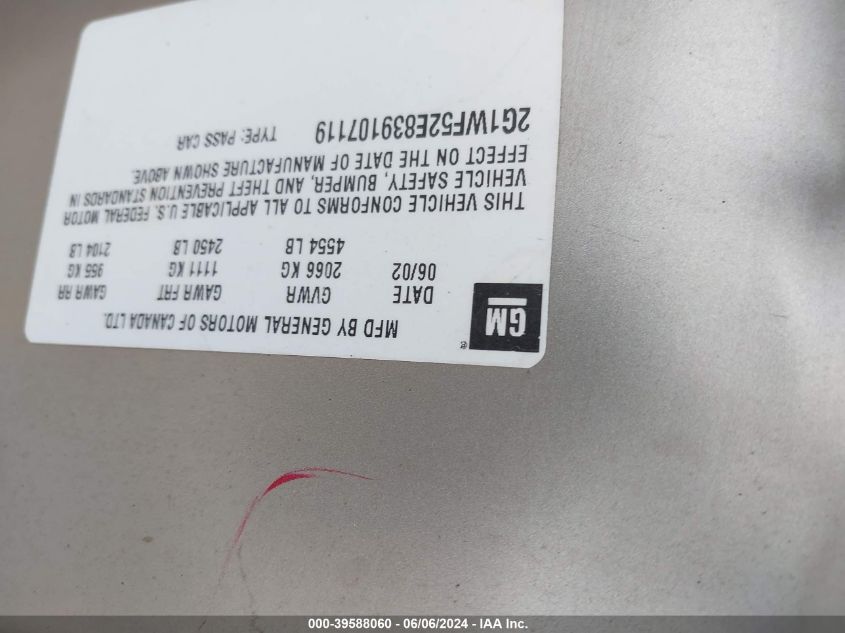 MFD BY GENERAL MOTORS OF CANADA LTD.
GM ®
DATE GVWR GAWR FRT GAWR RR
06/02 2066 KG 1111 KG 955 KG
4554 LB 2450 LB 2104 LB
THIS VEHICLE CONFORMS TO ALL APPLICABLE U.S. FEDERAL MOTOR
VEHICLE SAFETY, BUMPER, AND THEFT PREVENTION STANDARDS IN
EFFECT ON THE DATE OF MANUFACTURE SHOWN ABOVE.
2G1WF52E839107119 TYPE: PASS CAR
000-39588060 - 06/06/2024 - IAA Inc.